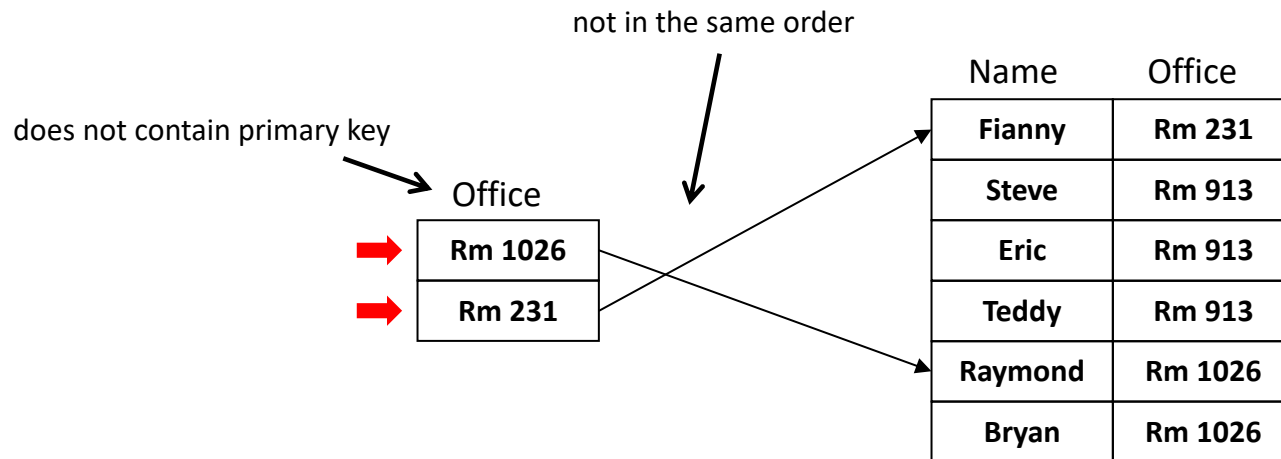 not in the same order
does not contain primary key
Office
Rm 1026
Rm 231
Name Office
Fianny Rm 231
Steve Rm 913
Eric Rm 913
Teddy Rm 913
Raymond Rm 1026
Bryan Rm 1026